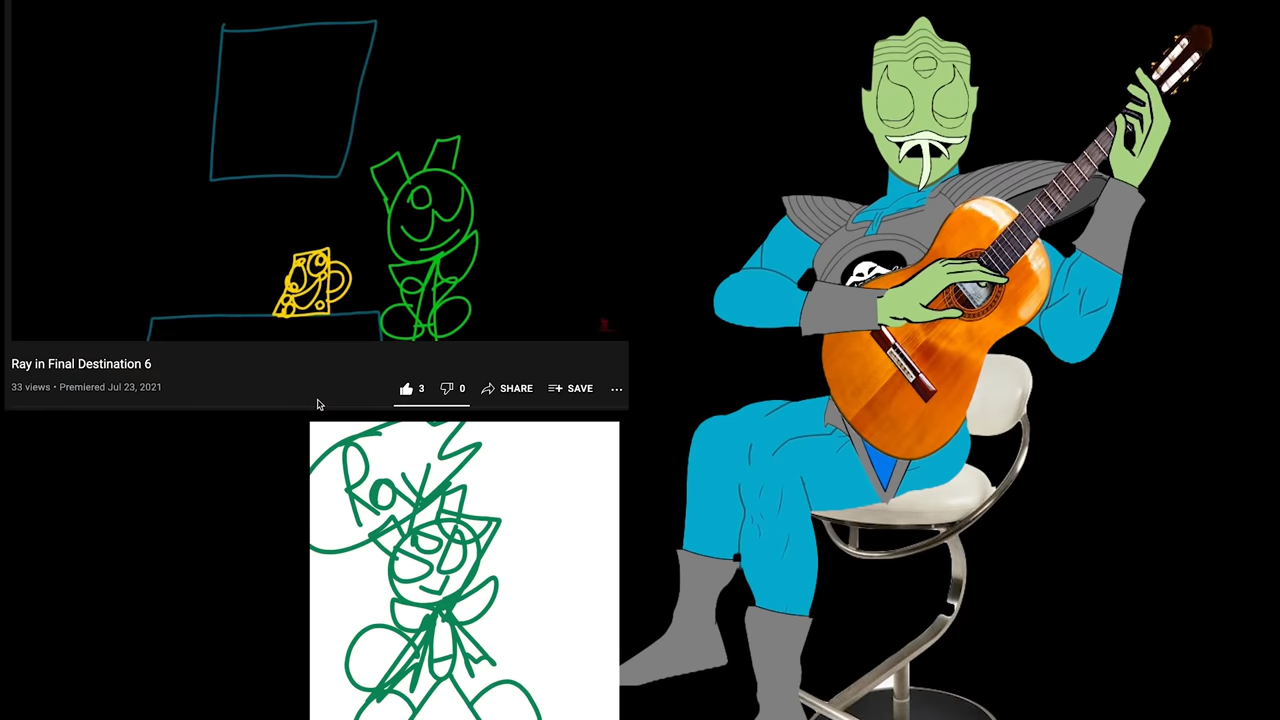 Ray in Final Destination 6
33 views • Premiered Jul 23, 2021
3
0
SHARE
SAVE
Ray